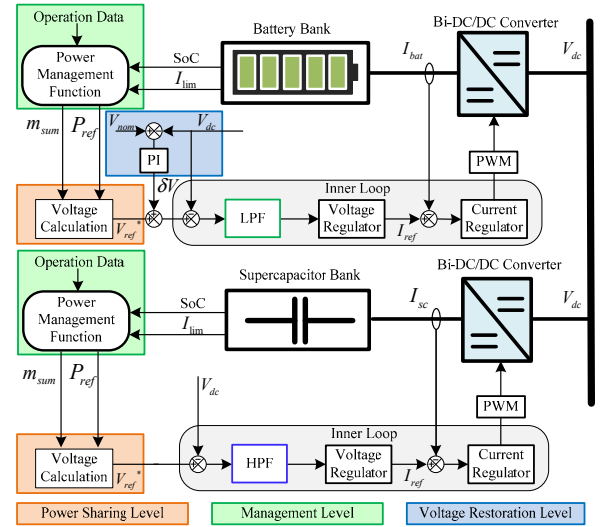 Operation Data
Battery Bank
Bi-DC/DC Converter
Power
Management
Function
SoC
I_lim
I_bat
V_dc
m_sum
P_ref
V_nom
V_dc
PI
PWM
δV
Inner Loop
Voltage
Calculation
V_ref*
LPF
Voltage
Regulator
I_ref
Current
Regulator
Operation Data
Supercapacitor Bank
Bi-DC/DC Converter
Power
Management
Function
SoC
I_lim
I_sc
V_dc
m_sum
P_ref
V_dc
PWM
Inner Loop
Voltage
Calculation
V_ref*
HPF
Voltage
Regulator
I_ref
Current
Regulator
Power Sharing Level
Management Level
Voltage Restoration Level